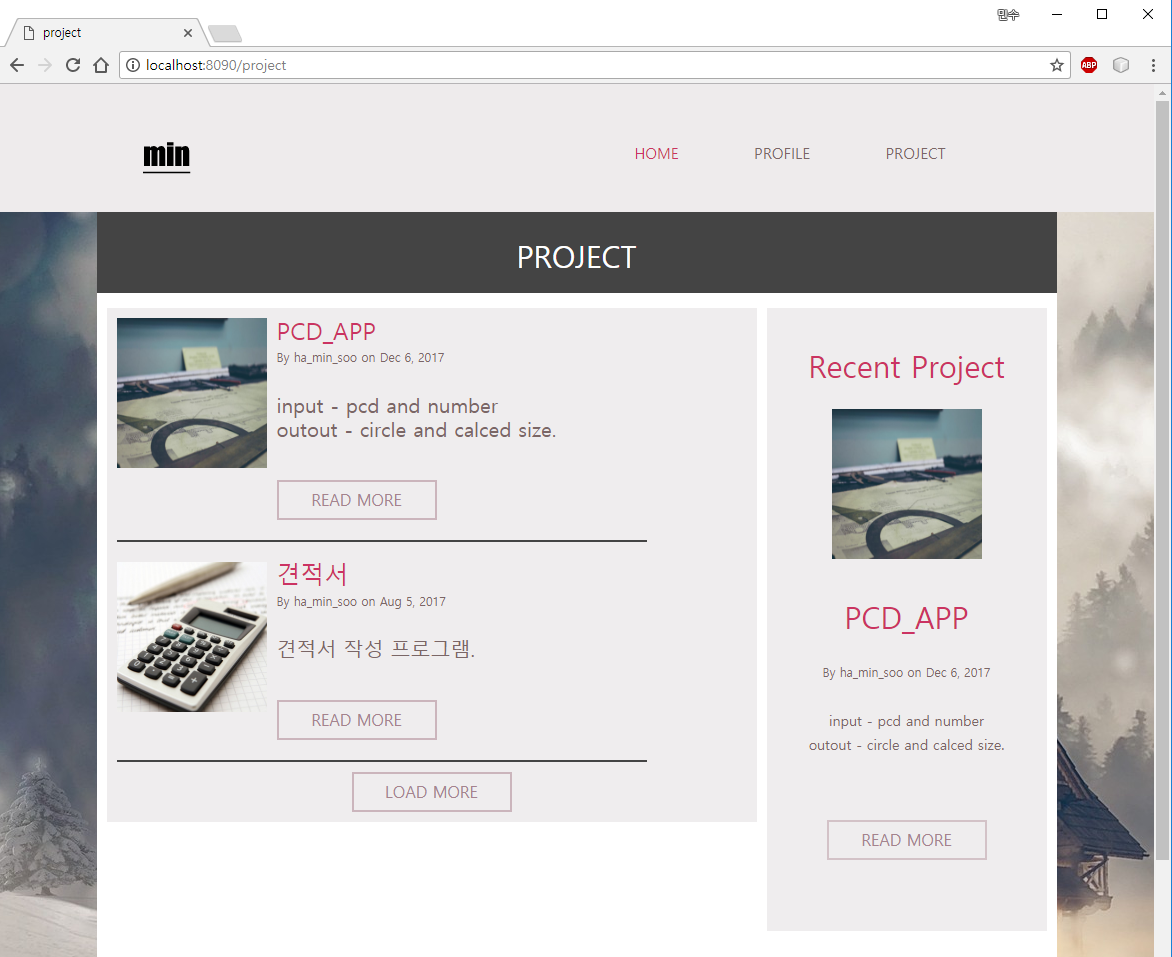 민수
project
localhost:8090/project
ABP
min
HOME
PROFILE
PROJECT
PROJECT
PCD_APP
By ha_min_soo on Dec 6, 2017
input - pcd and number
outout - circle and calced size.
READ MORE
견적서
By ha_min_soo on Aug 5, 2017
견적서 작성 프로그램.
READ MORE
LOAD MORE
Recent Project
PCD_APP
By ha_min_soo on Dec 6, 2017
input - pcd and number
outout - circle and calced size.
READ MORE